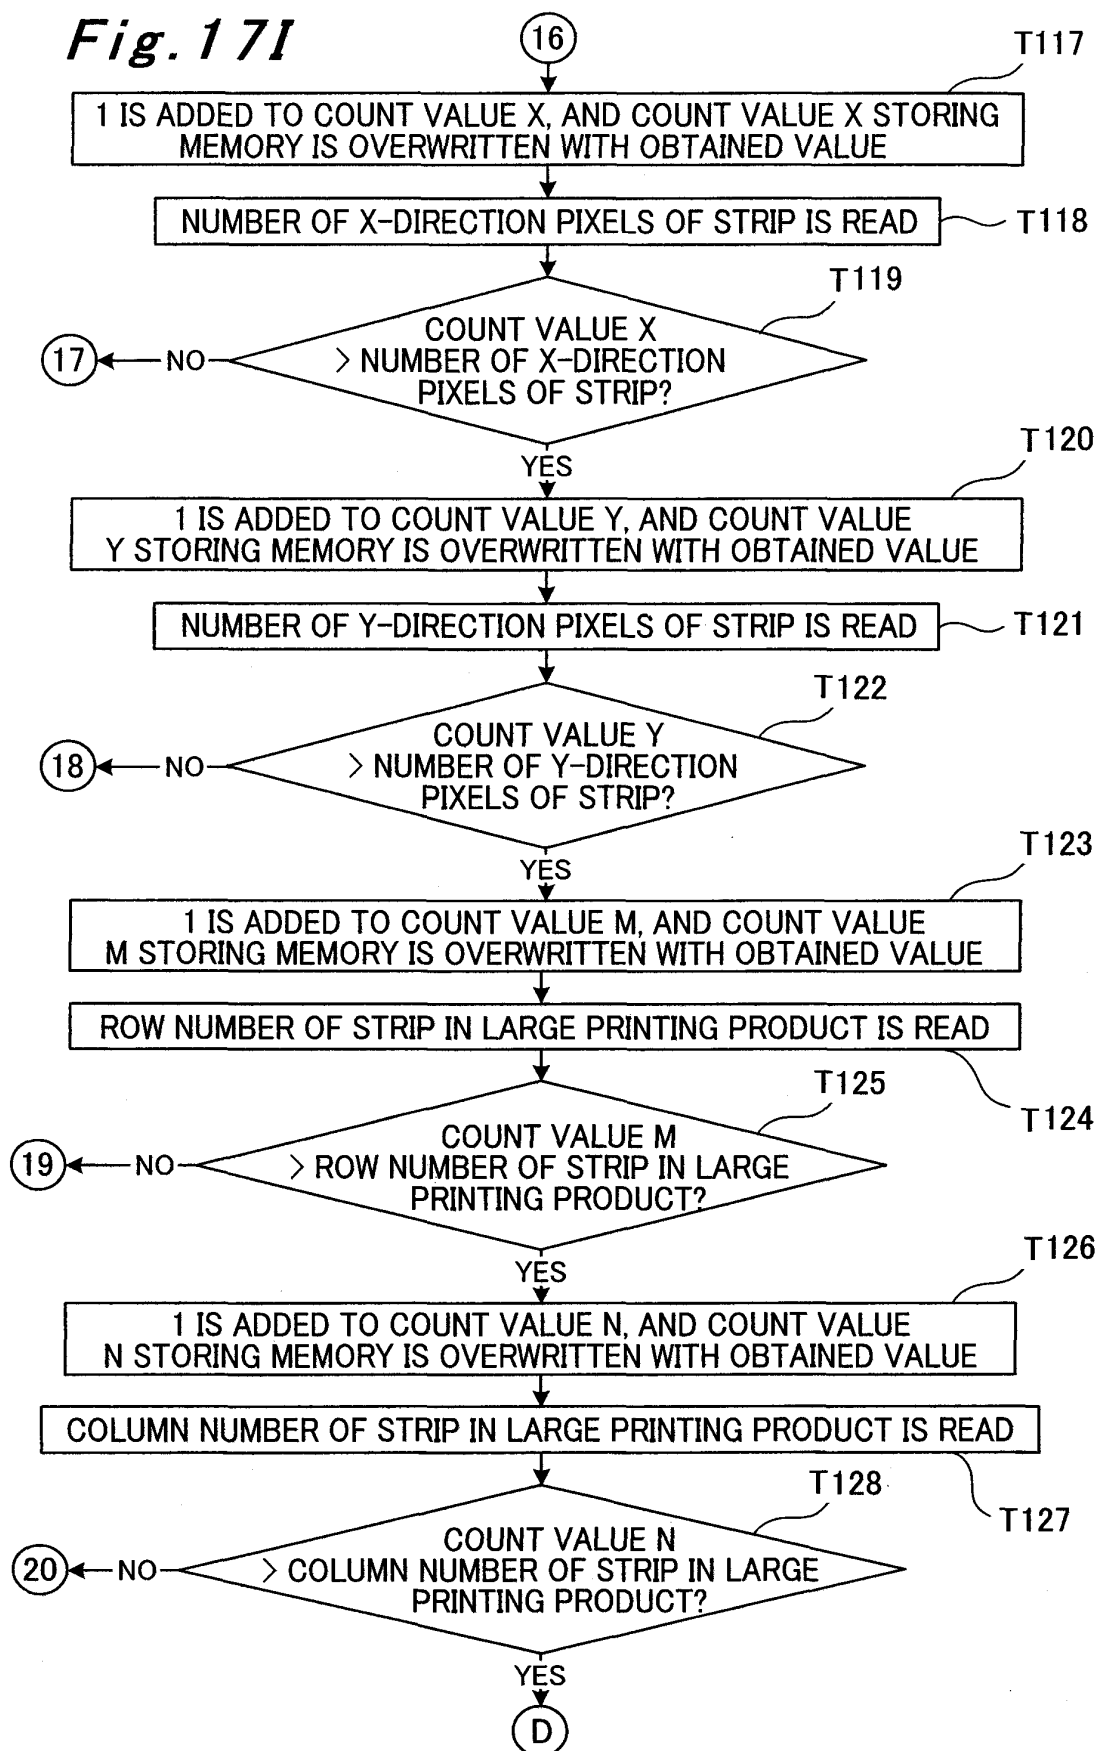 Fig.17I
16
T117
1 IS ADDED TO COUNT VALUE X, AND COUNT VALUE X STORING
MEMORY IS OVERWRITTEN WITH OBTAINED VALUE
NUMBER OF X-DIRECTION PIXELS OF STRIP IS READ
T118
T119
COUNT VALUE X
> NUMBER OF X-DIRECTION
PIXELS OF STRIP?
17
NO
YES
T120
1 IS ADDED TO COUNT VALUE Y, AND COUNT VALUE
Y STORING MEMORY IS OVERWRITTEN WITH OBTAINED VALUE
NUMBER OF Y-DIRECTION PIXELS OF STRIP IS READ
T121
T122
COUNT VALUE Y
> NUMBER OF Y-DIRECTION
PIXELS OF STRIP?
18
NO
YES
T123
1 IS ADDED TO COUNT VALUE M, AND COUNT VALUE
M STORING MEMORY IS OVERWRITTEN WITH OBTAINED VALUE
ROW NUMBER OF STRIP IN LARGE PRINTING PRODUCT IS READ
T124
T125
COUNT VALUE M
> ROW NUMBER OF STRIP IN LARGE
PRINTING PRODUCT?
19
NO
YES
T126
1 IS ADDED TO COUNT VALUE N, AND COUNT VALUE
N STORING MEMORY IS OVERWRITTEN WITH OBTAINED VALUE
COLUMN NUMBER OF STRIP IN LARGE PRINTING PRODUCT IS READ
T127
T128
COUNT VALUE N
> COLUMN NUMBER OF STRIP IN LARGE
PRINTING PRODUCT?
20
NO
YES
D